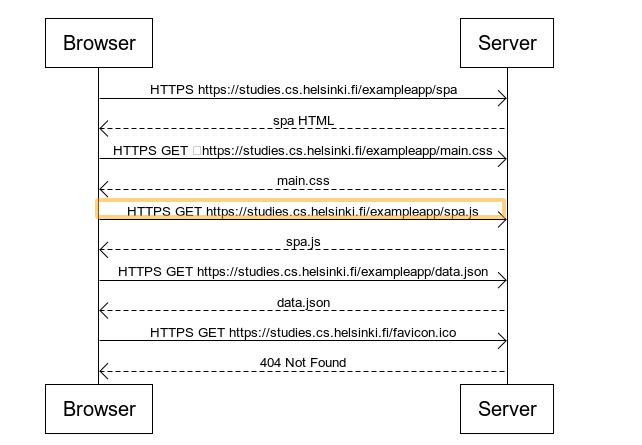 Browser Server
HTTPS https://studies.cs.helsinki.fi/exampleapp/spa
spa HTML
HTTPS GET https://studies.cs.helsinki.fi/exampleapp/main.css
main.css
HTTPS GET https://studies.cs.helsinki.fi/exampleapp/spa.js
spa.js
HTTPS GET https://studies.cs.helsinki.fi/exampleapp/data.json
data.json
HTTPS GET https://studies.cs.helsinki.fi/favicon.ico
404 Not Found
Browser Server